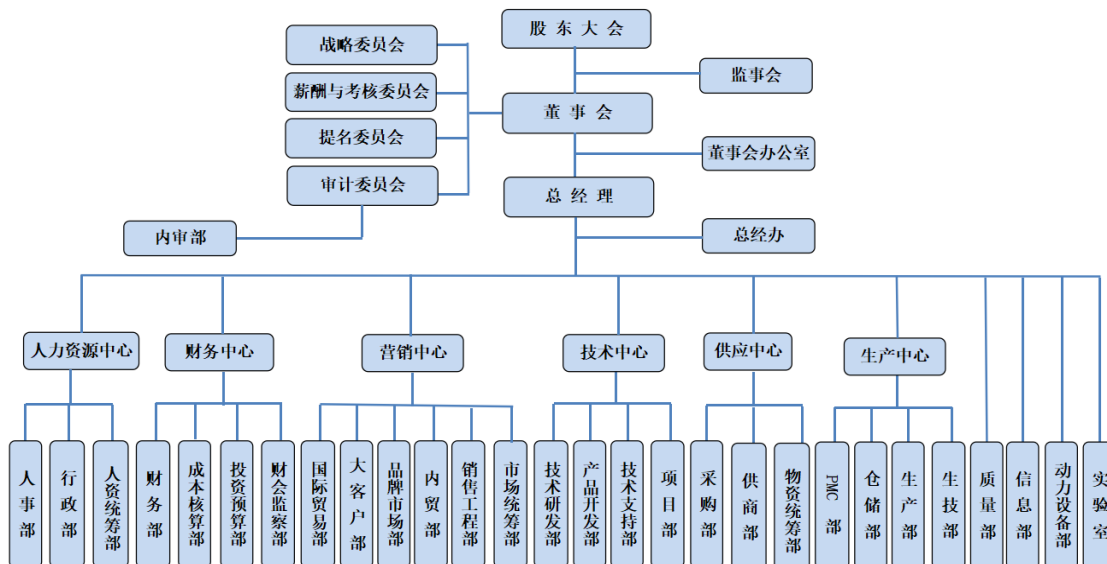 股东大会
战略委员会
监事会
薪酬与考核委员会
董事会
提名委员会
董事会办公室
审计委员会
总经理
内审部
总经办
人力资源中心
财务中心
营销中心
技术中心
供应中心
生产中心
人事部
行政部
人资统筹部
财务部
成本核算部
投资预算部
财会监察部
国际贸易部
大客户部
品牌市场部
内贸部
销售工程部
市场统筹部
技术研发部
产品开发部
技术支持部
项目部
采购部
供商部
物资统筹部
PMC部
仓储部
生产部
生技部
质量部
信息部
动力设备部
实验室